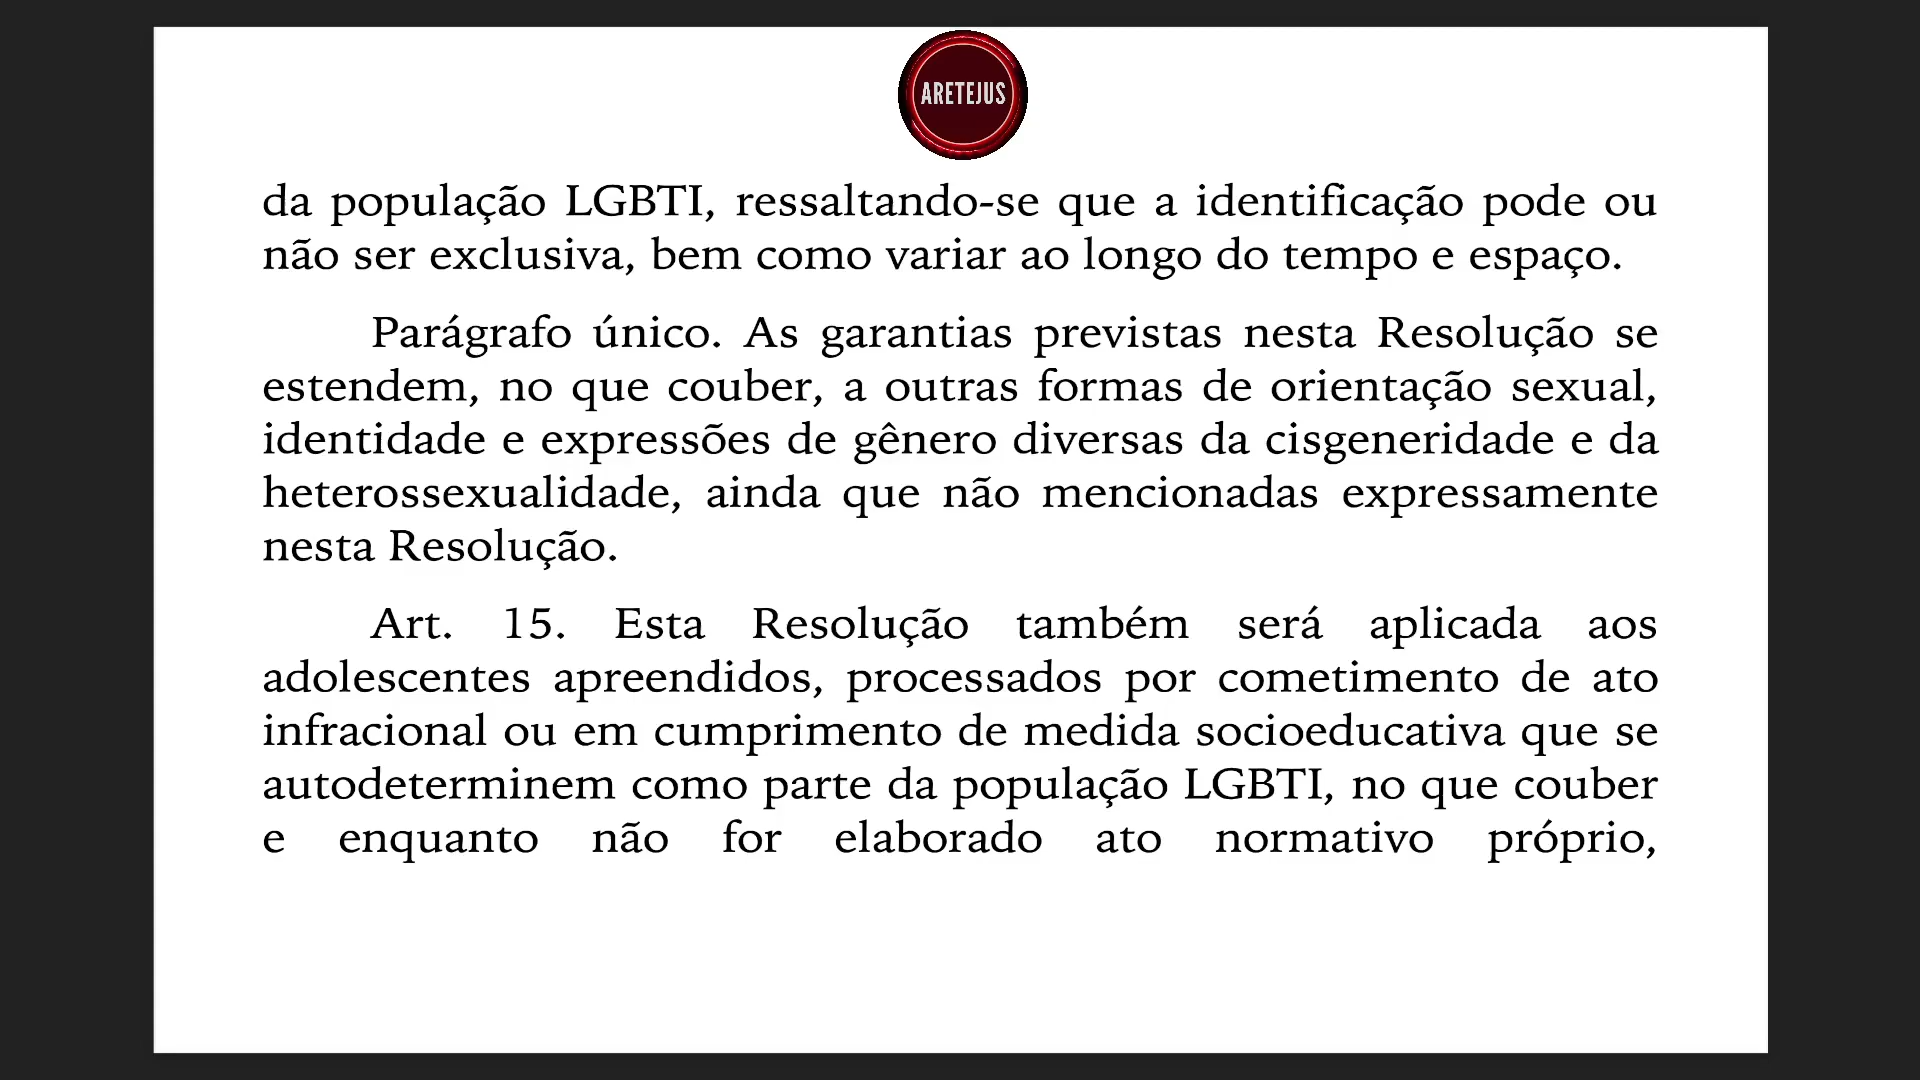 ARETEJUS
da população LGBTI, ressaltando-se que a identificação pode ou
não ser exclusiva, bem como variar ao longo do tempo e espaço.
Parágrafo único. As garantias previstas nesta Resolução se
estendem, no que couber, a outras formas de orientação sexual,
identidade e expressões de gênero diversas da cisgeneridade e da
heterossexualidade, ainda que não mencionadas expressamente
nesta Resolução.
Art. 15. Esta Resolução também será aplicada aos
adolescentes apreendidos, processados por cometimento de ato
infracional ou em cumprimento de medida socioeducativa que se
autodeterminem como parte da população LGBTI, no que couber
e enquanto não for elaborado ato normativo próprio,